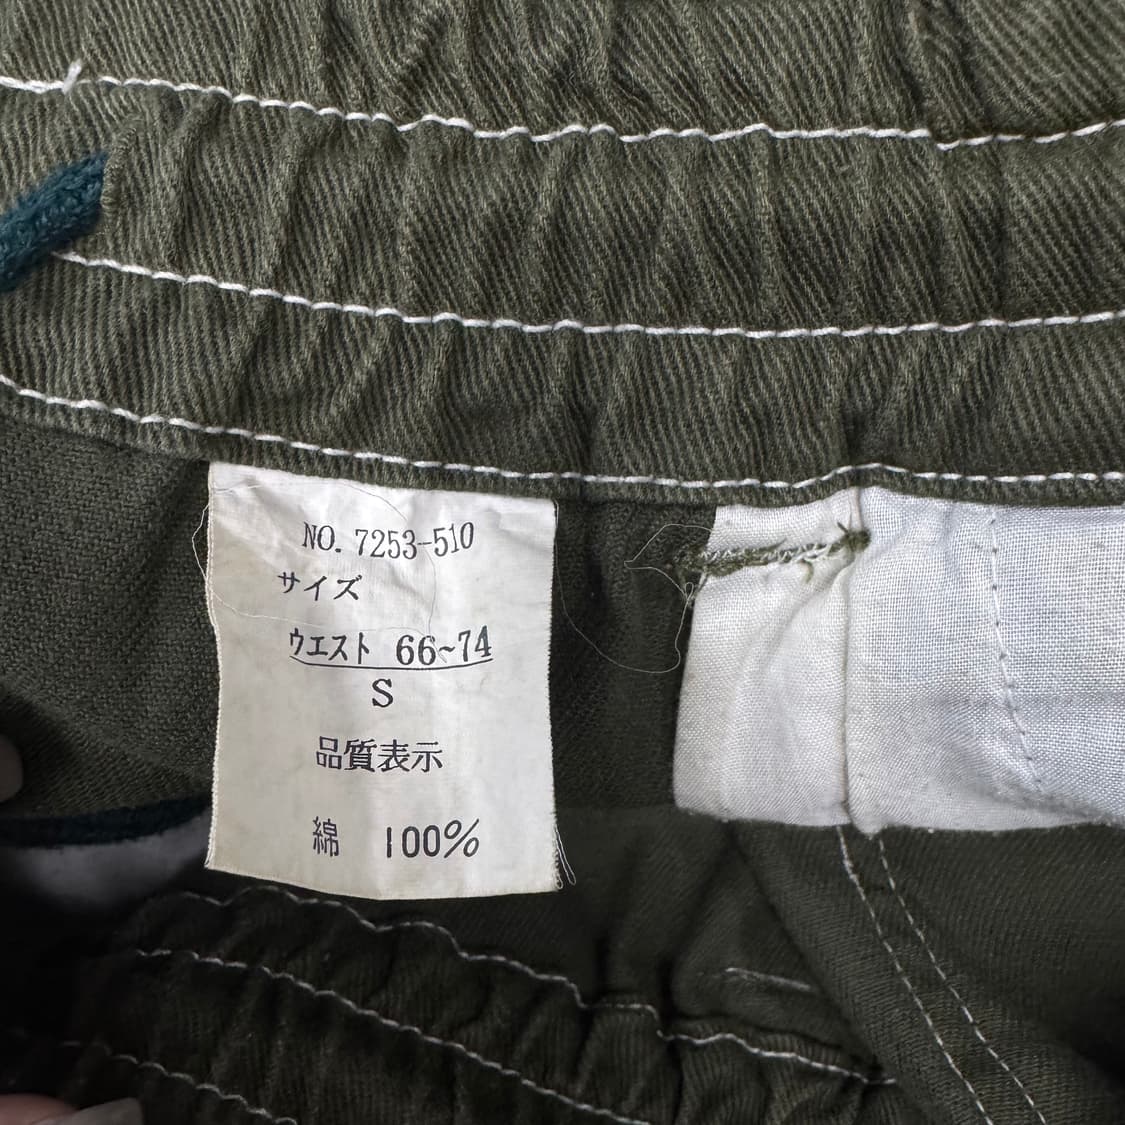 NO. 7253-510
サイズ
ウエスト 66~74
S
品質表示
綿 100%